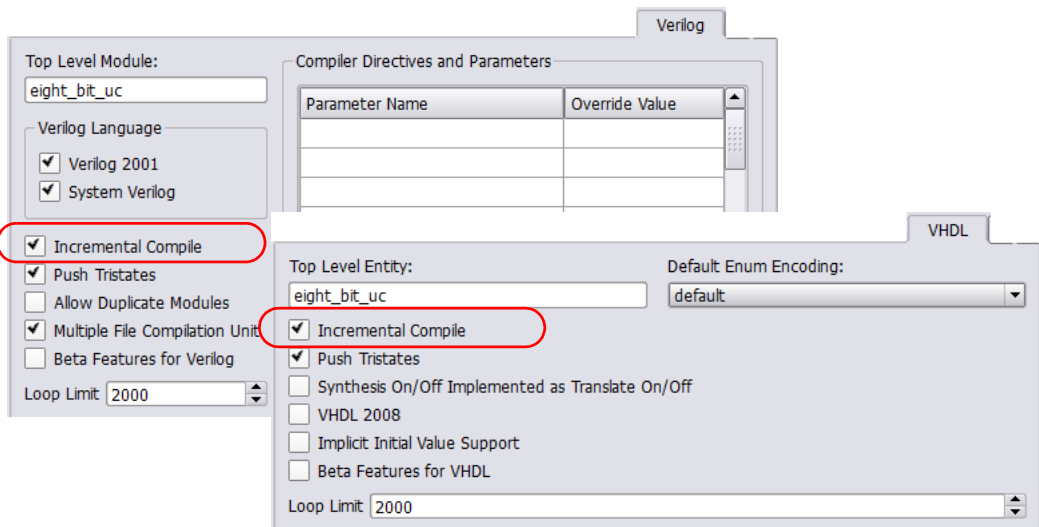 Verilog
Top Level Module:
eight_bit_uc
Verilog Language
Verilog 2001
System Verilog
Incremental Compile
Push Tristates
Allow Duplicate Modules
Multiple File Compilation Unit
Beta Features for Verilog
Loop Limit 2000
Compiler Directives and Parameters
Parameter Name Override Value
VHDL
Top Level Entity:
eight_bit_uc
Default Enum Encoding:
default
Incremental Compile
Push Tristates
Synthesis On/Off Implemented as Translate On/Off
VHDL 2008
Implicit Initial Value Support
Beta Features for VHDL
Loop Limit 2000